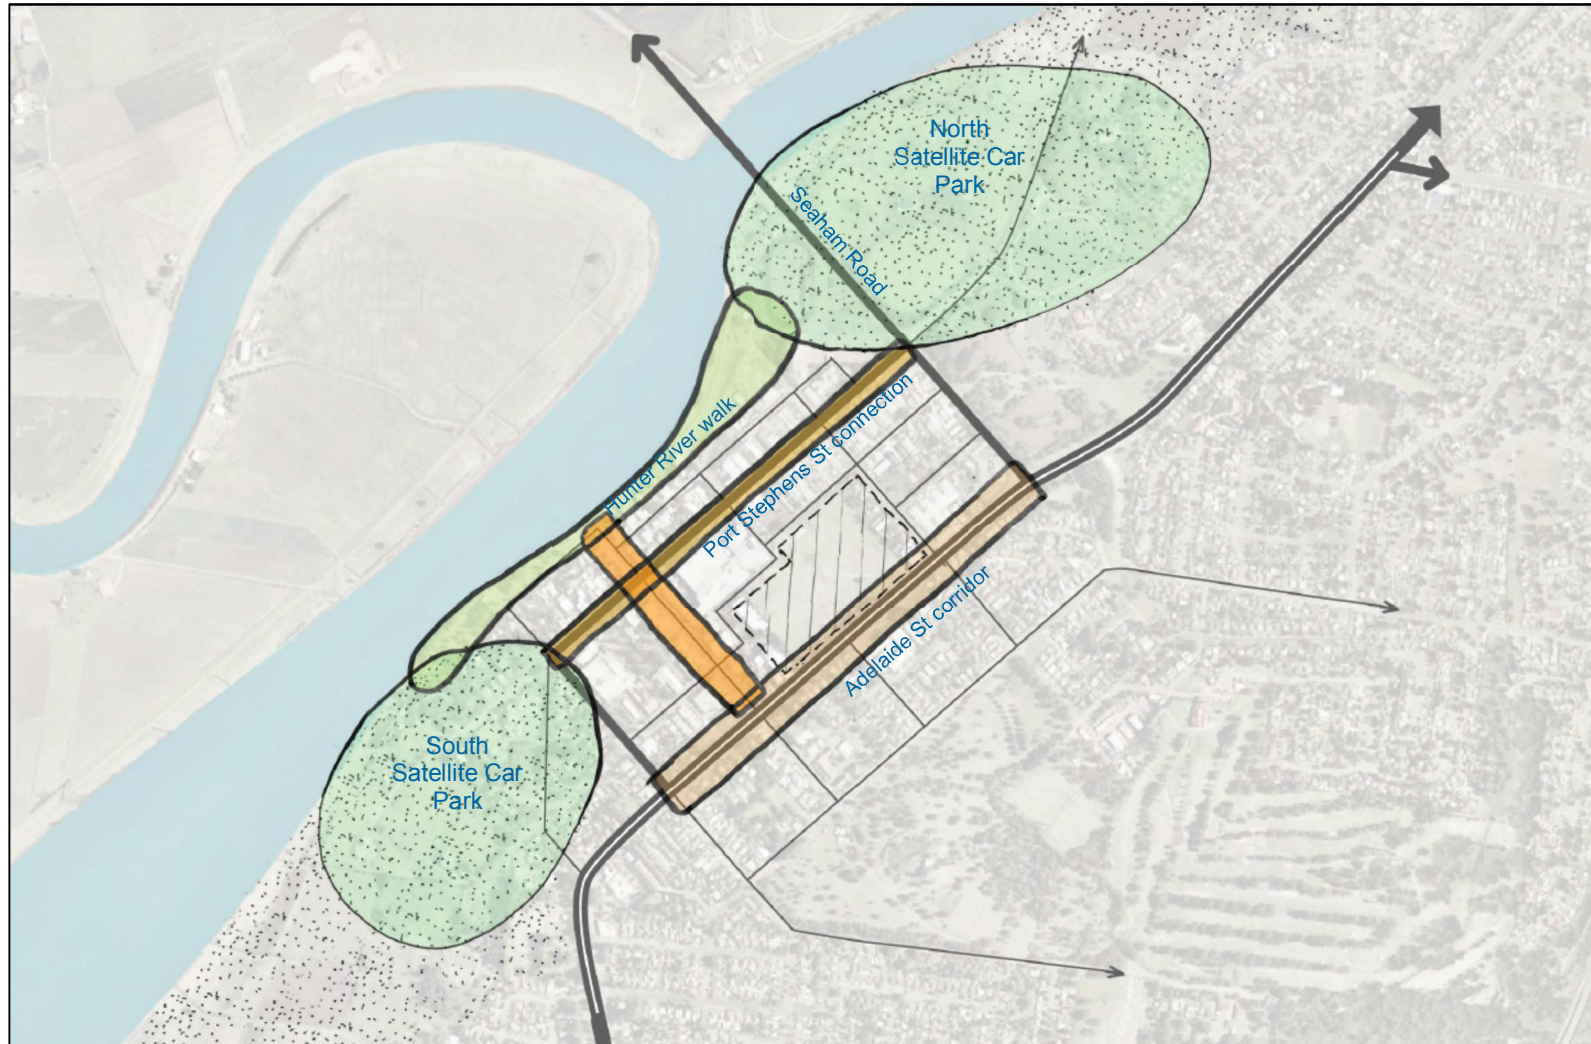 North
Satellite Car
Park
Seaham Road
Hunter River walk
Port Stephens St connection
Adelaide St corridor
South
Satellite Car
Park